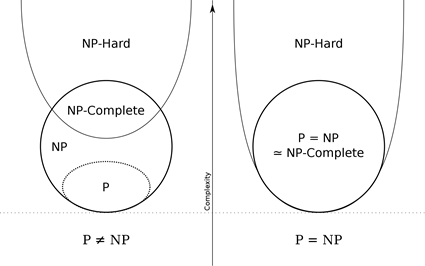 NP-Hard
NP-Complete
NP
P
P ≠ NP
Complexity
NP-Hard
P = NP
≃ NP-Complete
P = NP